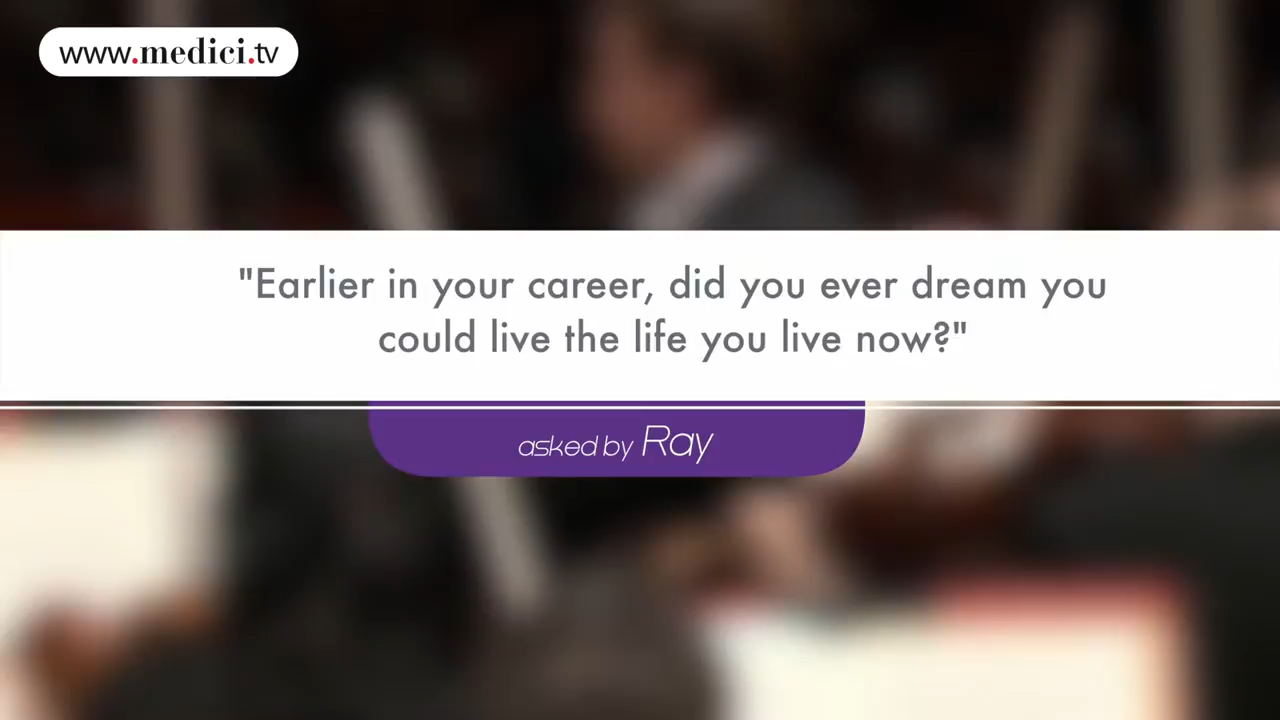 www.medici.tv
"Earlier in your career, did you ever dream you
could live the life you live now?"
asked by Ray